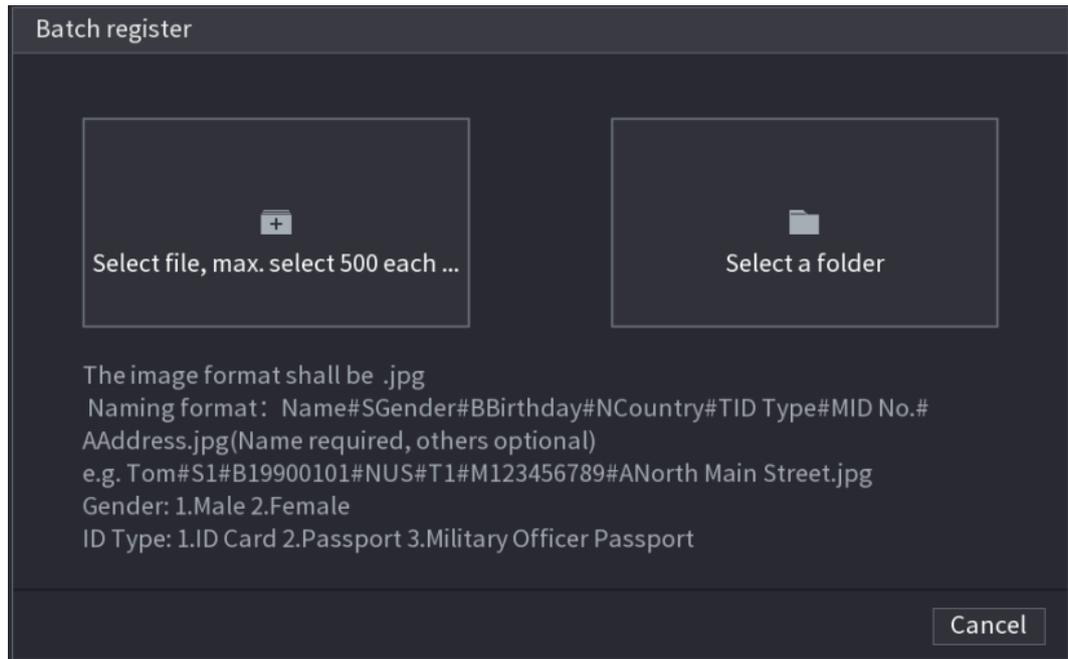 Batch register
Select file, max. select 500 each ...
Select a folder
The image format shall be .jpg
Naming format：Name#SGender#BBirthday#NCountry#TID Type#MID No.#
AAddress.jpg(Name required, others optional)
e.g. Tom#S1#B19900101#NUS#T1#M123456789#ANorth Main Street.jpg
Gender: 1.Male 2.Female
ID Type: 1.ID Card 2.Passport 3.Military Officer Passport
Cancel